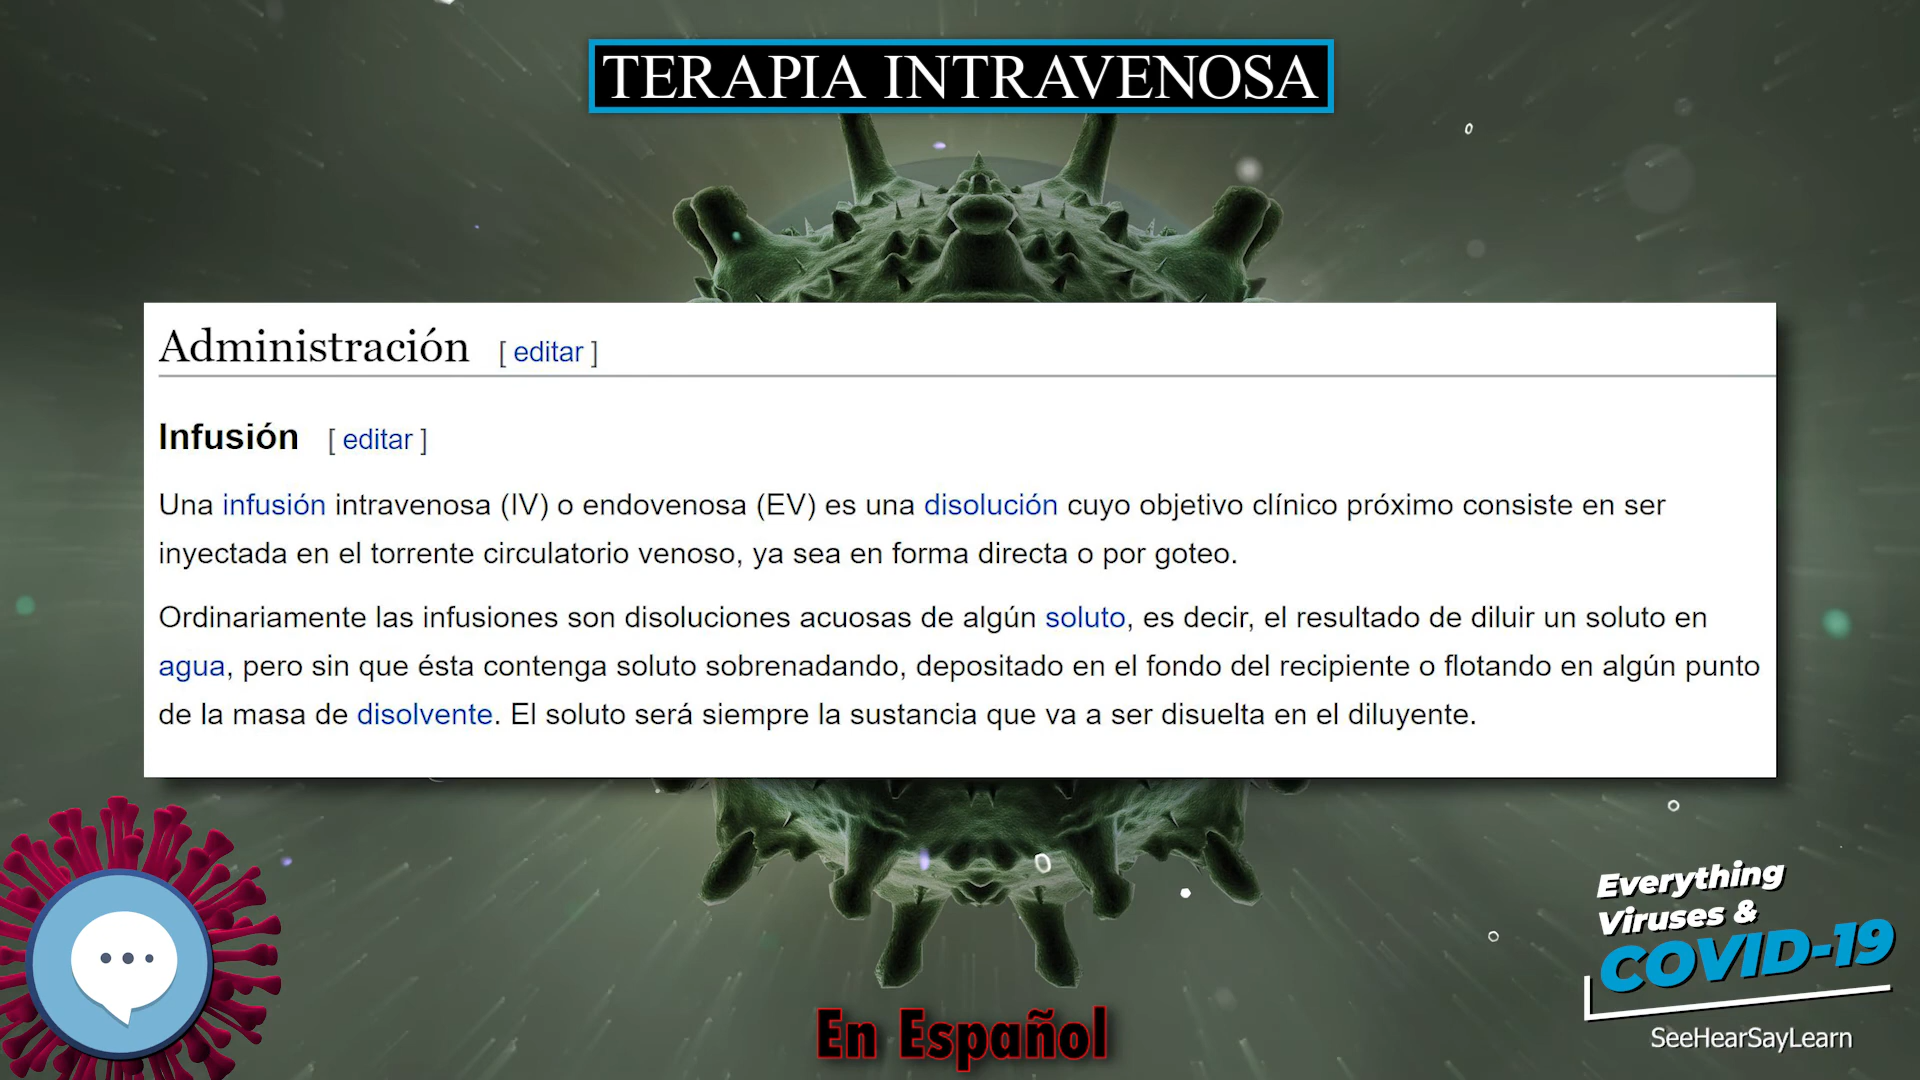 TERAPIA INTRAVENOSA
Administración [ editar ]
Infusión [ editar ]
Una infusión intravenosa (IV) o endovenosa (EV) es una disolución cuyo objetivo clínico próximo consiste en ser
inyectada en el torrente circulatorio venoso, ya sea en forma directa o por goteo.
Ordinariamente las infusiones son disoluciones acuosas de algún soluto, es decir, el resultado de diluir un soluto en
agua, pero sin que ésta contenga soluto sobrenadando, depositado en el fondo del recipiente o flotando en algún punto
de la masa de disolvente. El soluto será siempre la sustancia que va a ser disuelta en el diluyente.
Everything
Viruses &
COVID-19
SeeHearSayLearn
En Español